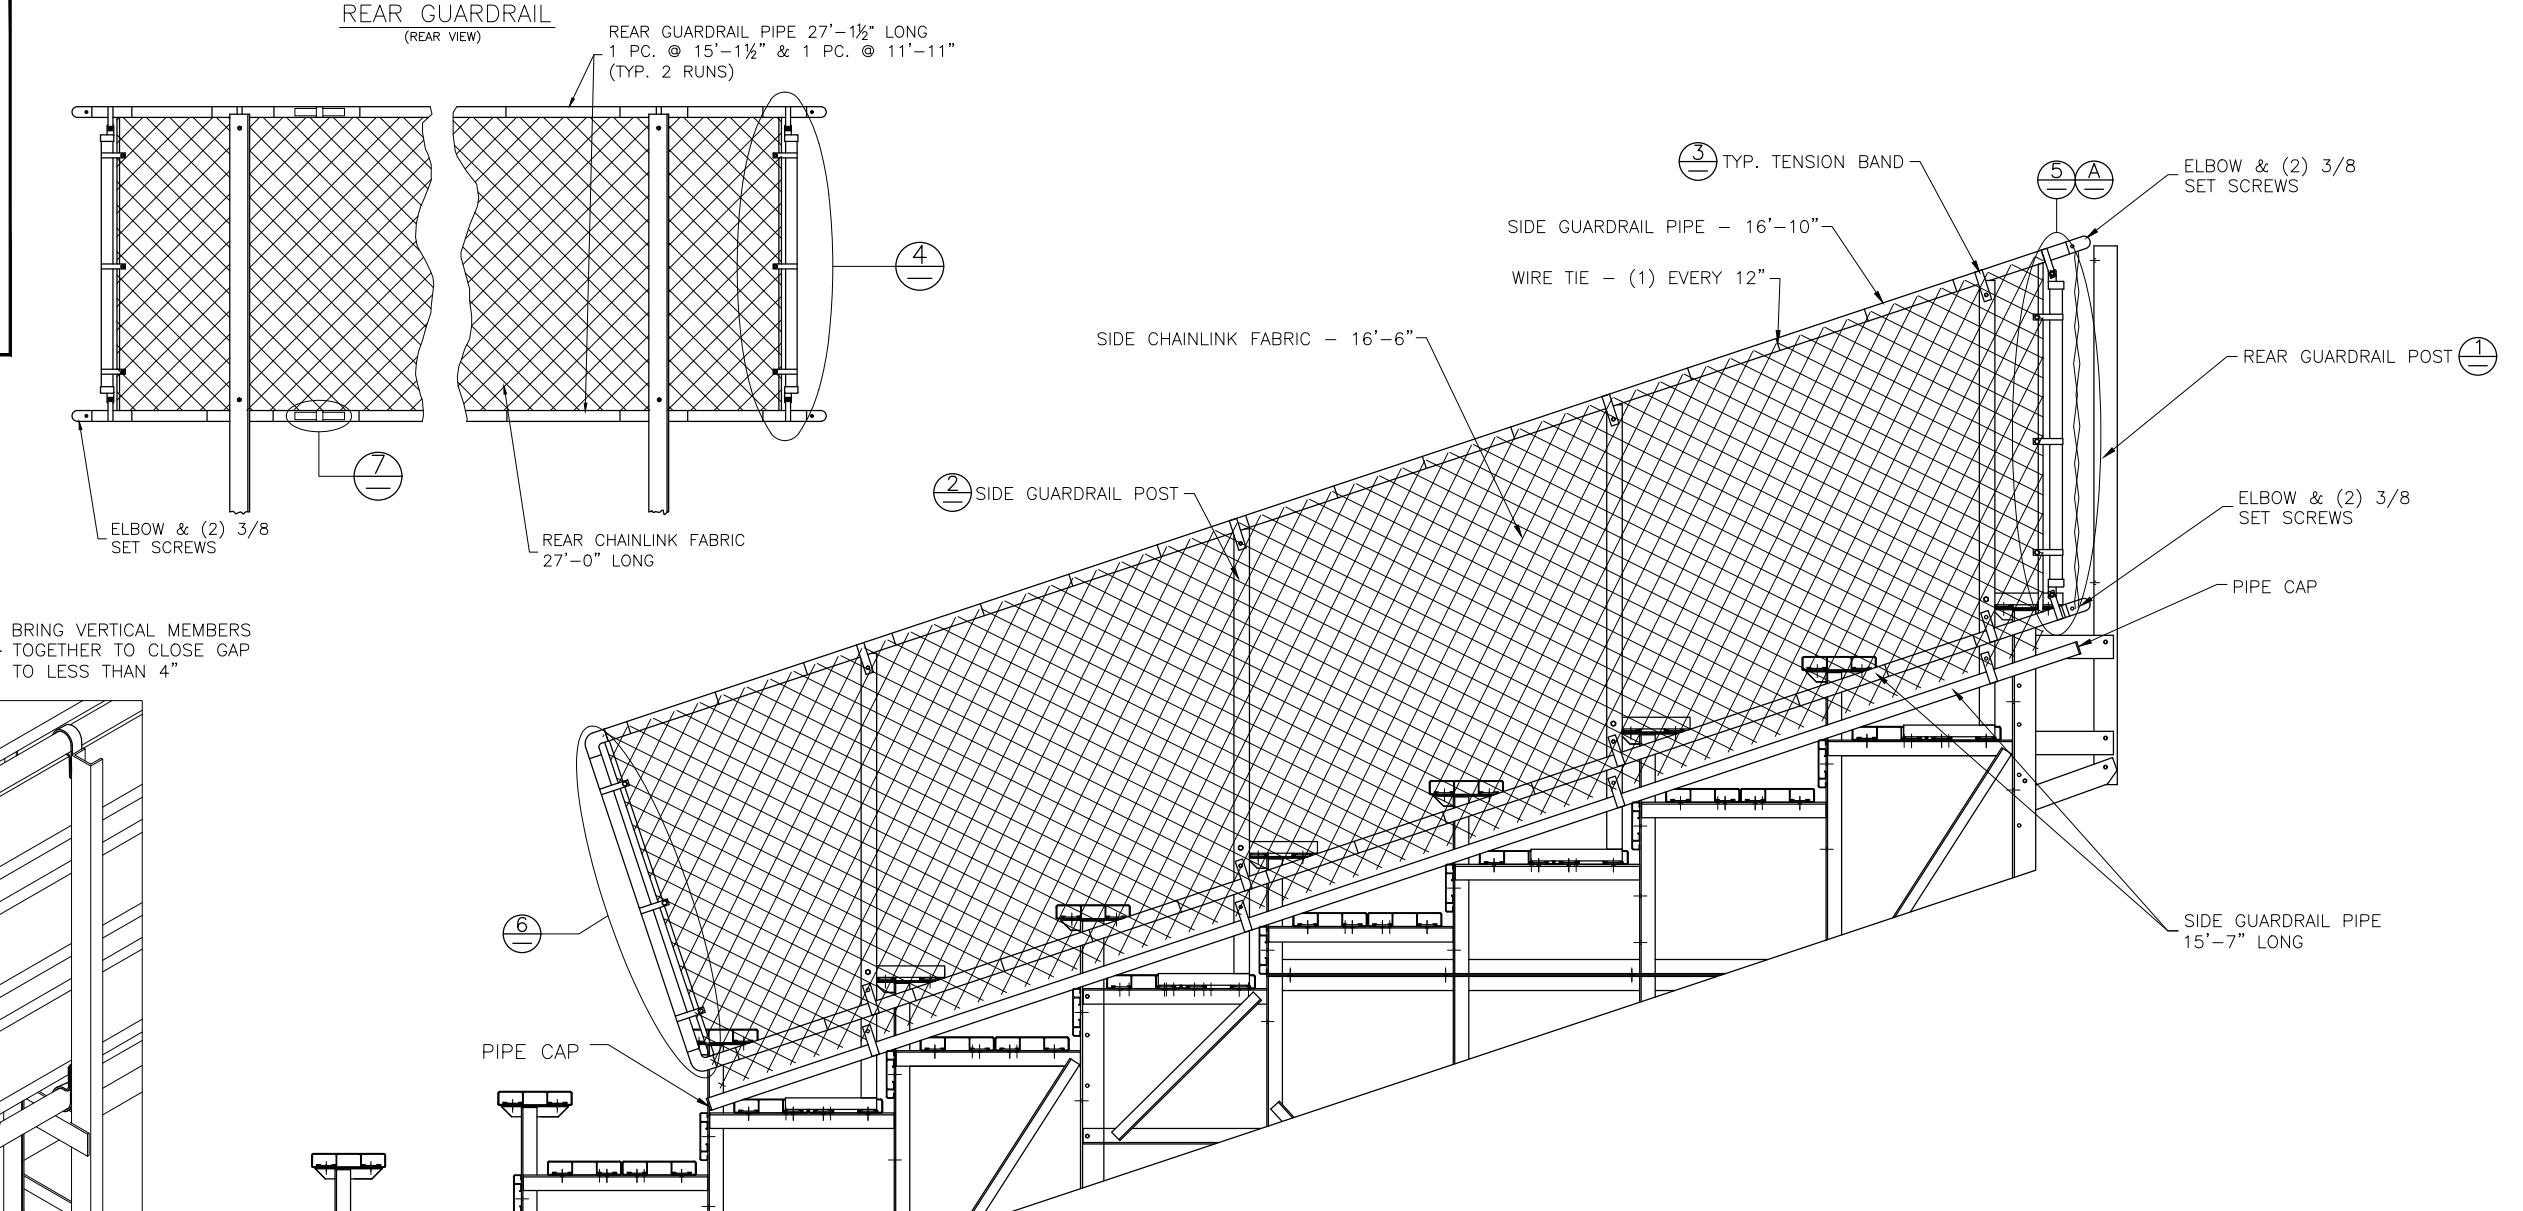 REAR GUARDRAIL
(REAR VIEW)
REAR GUARDRAIL PIPE 27'-1½" LONG
1 PC. @ 15'-1½" & 1 PC. @ 11'-11"
(TYP. 2 RUNS)
4
7
ELBOW & (2) 3/8
SET SCREWS
REAR CHAINLINK FABRIC
27'-0" LONG
BRING VERTICAL MEMBERS
TOGETHER TO CLOSE GAP
TO LESS THAN 4"
3 TYP. TENSION BAND
5 A
ELBOW & (2) 3/8
SET SCREWS
SIDE GUARDRAIL PIPE - 16'-10"
WIRE TIE - (1) EVERY 12"
SIDE CHAINLINK FABRIC - 16'-6"
REAR GUARDRAIL POST 1
2 SIDE GUARDRAIL POST
ELBOW & (2) 3/8
SET SCREWS
PIPE CAP
6
SIDE GUARDRAIL PIPE
15'-7" LONG
PIPE CAP